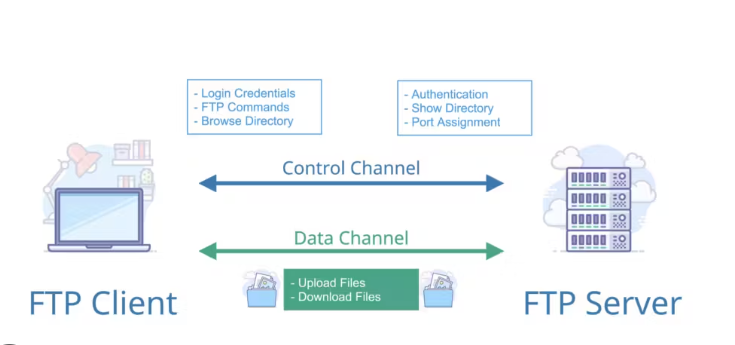 - Login Credentials
- FTP Commands
- Browse Directory
- Authentication
- Show Directory
- Port Assignment
Control Channel
Data Channel
- Upload Files
- Download Files
FTP Client
FTP Server